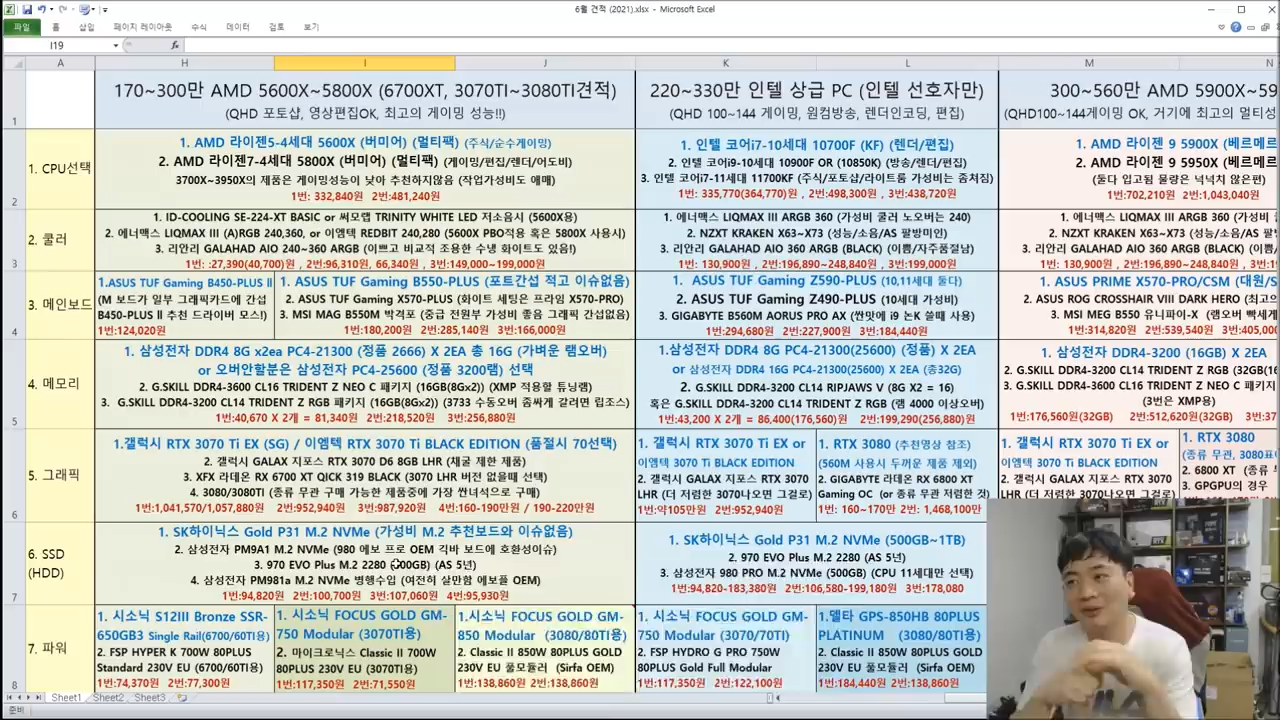 6월 견적 (2021).xlsx - Microsoft Excel
파일 홈 삽입 페이지 레이아웃 수식 데이터 검토 보기
I19 fx
A H I J K L M N
1 170~300만 AMD 5600X~5800X (6700XT, 3070TI~3080TI견적)
(QHD 포토샵, 영상편집OK, 최고의 게이밍 성능!!)
220~330만 인텔 상급 PC (인텔 선호자만)
(QHD 100~144 게이밍, 원컴방송, 렌더인코딩, 편집)
300~560만 AMD 5900X~59
(QHD100~144게이밍 OK, 거기에 최고의 멀티성
2 1. CPU선택
1. AMD 라이젠5-4세대 5600X (버미어) (멀티팩) (주식/순수게이밍)
2. AMD 라이젠7-4세대 5800X (버미어) (멀티팩) (게이밍/편집/렌더/어도비)
3700X~3950X의 제품은 게이밍성능이 낮아 추천하지않음 (작업가성비도 애매)
1번: 332,840원 2번:481,240원
1. 인텔 코어i7-10세대 10700F (KF) (렌더/편집)
2. 인텔 코어i9-10세대 10900F OR (10850K) (방송/렌더/편집)
3. 인텔 코어i7-11세대 11700KF (주식/포토샵/라이트룸 가성비는 좀쳐짐)
1번: 335,770(364,770)원 , 2번:498,300원 , 3번:438,720원
1. AMD 라이젠 9 5900X (베르메르
2. AMD 라이젠 9 5950X (베르메르
(둘다 입고된 물량은 넉넉치 않은편)
1번:702,210원 2번:1,043,040원
3 2. 쿨러
1. ID-COOLING SE-224-XT BASIC or 써모랩 TRINITY WHITE LED 저소음시 (5600X용)
2. 에너맥스 LIQMAX III (A)RGB 240,360, or 이엠텍 REDBIT 240,280 (5600X PBO적용 혹은 5800X 사용시)
3. 리안리 GALAHAD AIO 240~360 ARGB (이쁘고 비교적 조용한 수냉 화이트도 있음!)
1번: :27,390(40,700)원 , 2번:96,310원, 66,340원 , 3번:149,000~199,000원
1. 에너맥스 LIQMAX III ARGB 360 (가성비 쿨러 노오버는 240)
2. NZXT KRAKEN X63~X73 (성능/소음/AS 팔방미인)
3. 리안리 GALAHAD AIO 360 ARGB (BLACK) (이쁨/자주품절남)
1번: 130,900원 , 2번:196,890~248,840원 , 3번:199,000원
1. 에너맥스 LIQMAX III ARGB 360 (가성비
2. NZXT KRAKEN X63~X73 (성능/소음/AS
3. 리안리 GALAHAD AIO 360 ARGB (BLACK) (이쁨
1번: 130,900원 , 2번:196,890~248,840원 , 3번:
4 3. 메인보드
1.ASUS TUF Gaming B450-PLUS II
(M 보드가 일부 그래픽카드에 간섭
B450-PLUS II 추천 드라이버 모스!)
1번:124,020원
1. ASUS TUF Gaming B550-PLUS (포트간섭 적고 이슈없음)
2. ASUS TUF Gaming X570-PLUS (화이트 세팅은 프라임 X570-PRO)
3. MSI MAG B550M 박격포 (중급 전원부 가성비 좋음 그래픽 간섭없음)
1번:180,200원 2번:285,140원 3번:166,000원
1. ASUS TUF Gaming Z590-PLUS (10,11세대 둘다)
2. ASUS TUF Gaming Z490-PLUS (10세대 가성비)
3. GIGABYTE B560M AORUS PRO AX (싼맛에 i9 논K 쓸때 사용)
1번:294,680원 2번:227,900원 3번:184,440원
1. ASUS PRIME X570-PRO/CSM (대원/S
2. ASUS ROG CROSSHAIR VIII DARK HERO (최고의
3. MSI MEG B550 유니파이-X (램오버 빡세게
1번:314,820원 2번:539,540원 3번:405,000
5 4. 메모리
1. 삼성전자 DDR4 8G x2ea PC4-21300 (정품 2666) X 2EA 총 16G (가벼운 램오버)
or 오버안할분은 삼성전자 PC4-25600 (정품 3200램) 선택
2. G.SKILL DDR4-3600 CL16 TRIDENT Z NEO C 패키지 (16GB(8Gx2)) (XMP 적용할 튜닝램)
3. G.SKILL DDR4-3200 CL14 TRIDENT Z RGB 패키지 (16GB(8Gx2)) (3733 수동오버 좀싸게 갈려면 립조스)
1번:40,670 X 2개 = 81,340원 2번:218,520원 3번:256,880원
1.삼성전자 DDR4 8G PC4-21300(25600) (정품) X 2EA
or 삼성전자 DDR4 16G PC4-21300(25600) X 2EA (총32G)
2. G.SKILL DDR4-3200 CL14 RIPJAWS V (8G X2 = 16)
혹은 G.SKILL DDR4-3200 CL14 TRIDENT Z RGB (램 4000 이상오버)
1번:43,200 X 2개 = 86,400(176,560)원 2번:199,290(256,880)원
1. 삼성전자 DDR4-3200 (16GB) X 2EA
2. G.SKILL DDR4-3200 CL14 TRIDENT Z RGB (32GB(16
3. G.SKILL DDR4-3600 CL16 TRIDENT Z NEO C 패키지 (
(3번은 XMP용)
1번:176,560원(32GB) 2번:512,620원(32GB) 3번:37
6 5. 그래픽
1.갤럭시 RTX 3070 Ti EX (SG) / 이엠텍 RTX 3070 Ti BLACK EDITION (품절시 70선택)
2. 갤럭시 GALAX 지포스 RTX 3070 D6 8GB LHR (채굴 제한 제품)
3. XFX 라데온 RX 6700 XT QICK 319 BLACK (3070 LHR 버전 없을때 선택)
4. 3080/3080TI (종류 무관 구매 가능한 제품중에 가장 싼녀석으로 구매)
1번:1,041,570/1,057,880원 2번:952,940원 3번:987,920원 4번:160-190만원 / 190-220만원
1. 갤럭시 RTX 3070 Ti EX or
이엠텍 3070 Ti BLACK EDITION
2. 갤럭시 GALAX 지포스 RTX 3070
LHR (더 저렴한 3070나오면 그걸로)
1번:약105만원 2번:952,940원
1. RTX 3080 (추천영상 참조)
(560M 사용시 두꺼운 제품 제외)
2. GIGABYTE 라데온 RX 6800 XT
Gaming OC (or 종류무관 저렴한 것)
1번: 160~170만 2번: 1,468,100원
1. 갤럭시 RTX 3070 Ti EX or
이엠텍 3070 Ti BLACK EDITION
2. 갤럭시 GALAX 지포스 RTX 3070
LHR (더 저렴한 3070나오면 그걸로)
1. RTX 3080
(종류 무관, 3080표
2. 6800 XT (종류 무
3. GPGPU의 경우
7 6. SSD
(HDD)
1. SK하이닉스 Gold P31 M.2 NVMe (가성비 M.2 추천보드와 이슈없음)
2. 삼성전자 PM9A1 M.2 NVMe (980 에보 프로 OEM 각바 보드에 호환성이슈)
3. 970 EVO Plus M.2 2280 (500GB) (AS 5년)
4. 삼성전자 PM981a M.2 NVMe 병행수입 (여전히 살만함 에보플 OEM)
1번:94,820원 2번:100,700원 3번:107,060원 4번:95,930원
1. SK하이닉스 Gold P31 M.2 NVMe (500GB~1TB)
2. 970 EVO Plus M.2 2280 (AS 5년)
3. 삼성전자 980 PRO M.2 NVMe (500GB) (CPU 11세대만 선택)
1번:94,820-183,380원 2번:106,580-199,180원 3번:178,080
8 7. 파워
1. 시소닉 S12III Bronze SSR-
650GB3 Single Rail(6700/60TI용)
2. FSP HYPER K 700W 80PLUS
Standard 230V EU (6700/60TI용)
1번:74,370원 2번:77,300원
1. 시소닉 FOCUS GOLD GM-
750 Modular (3070TI용)
2. 마이크로닉스 Classic II 700W
80PLUS 230V EU (3070TI용)
1번:117,350원 2번:71,550원
1.시소닉 FOCUS GOLD GM-
850 Modular (3080/80TI용)
2. Classic II 850W 80PLUS GOLD
230V EU 풀모듈러 (Sirfa OEM)
1번:138,860원 2번:138,860원
1. 시소닉 FOCUS GOLD GM-
750 Modular (3070/70TI용)
2. FSP HYDRO G PRO 750W
80PLUS Gold Full Modular
1번:117,350원 2번:122,100원
1.델타 GPS-850HB 80PLUS
PLATINUM (3080/80TI용)
2. Classic II 850W 80PLUS GOLD
230V EU 풀모듈러 (Sirfa OEM)
1번:184,440원 2번:138,860원
Sheet1 Sheet2 Sheet3
준비